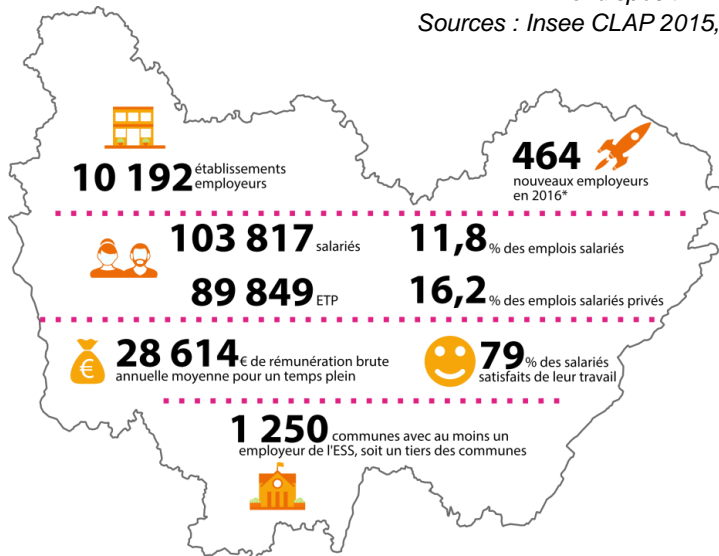 Sources : Insee CLAP 2015,
10 192 établissements
employeurs
464
nouveaux employeurs
en 2016*
103 817 salariés
11,8 % des emplois salariés
89 849 ETP
16,2 % des emplois salariés privés
28 614 € de rémunération brute
annuelle moyenne pour un temps plein
79 % des salariés
satisfaits de leur travail
1 250 communes avec au moins un
employeur de l'ESS, soit un tiers des communes